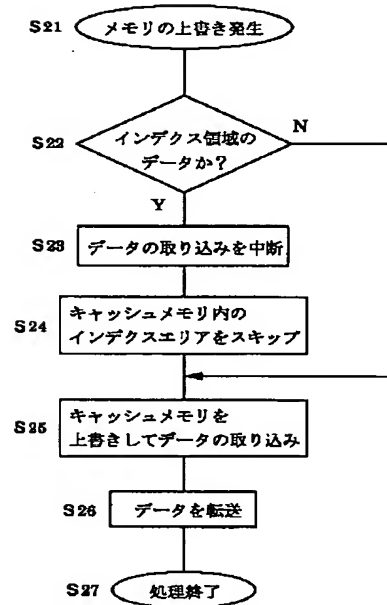 S21 メモリの上書き発生
S22 インデクス領域の
データか？
N
Y
S23 データの取り込みを中断
S24 キャッシュメモリ内の
インデクスエリアをスキップ
S25 キャッシュメモリを
上書きしてデータの取り込み
S26 データを転送
S27 処理終了